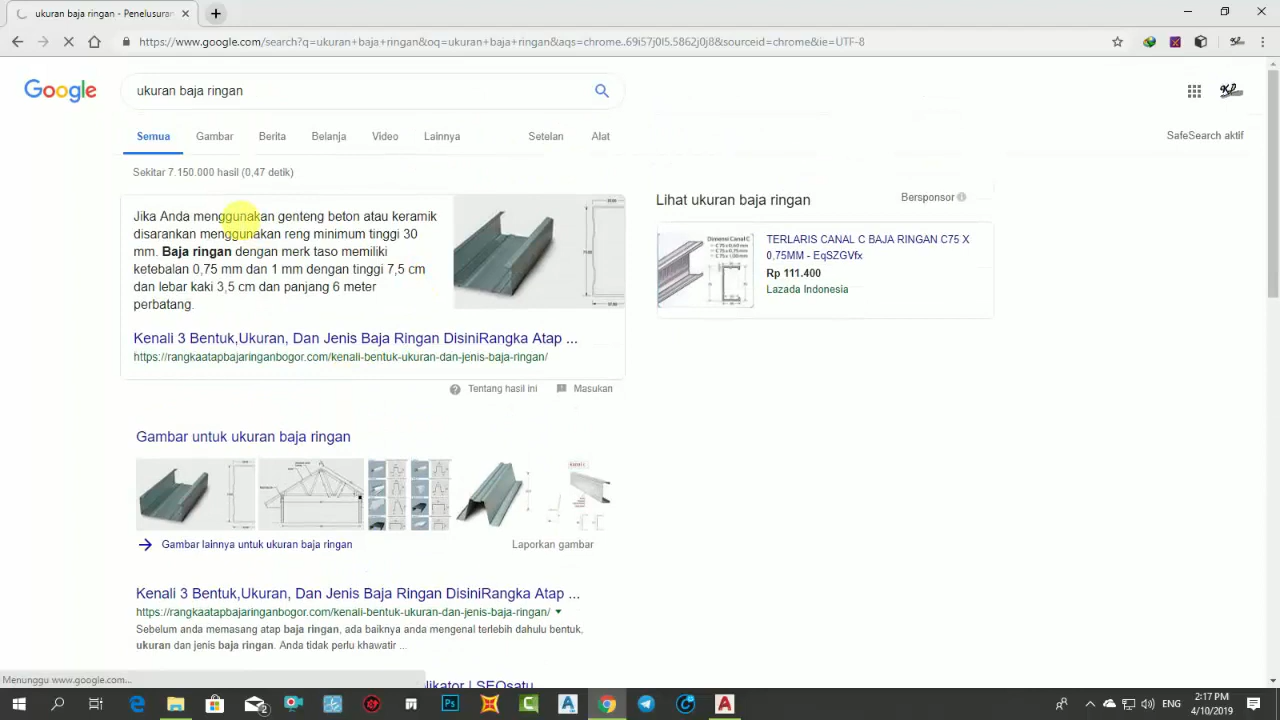 ukuran baja ringan - Penelusuran
https://www.google.com/search?q=ukuran+baja+ringan&oq=ukuran+baja+ringan&aqs=chrome..69i57j0l5.5862j0j8&sourceid=chrome&ie=UTF-8
Google
ukuran baja ringan
Semua Gambar Berita Belanja Video Lainnya Setelan Alat
SafeSearch aktif
Sekitar 7.150.000 hasil (0,47 detik)
Jika Anda menggunakan genteng beton atau keramik
disarankan menggunakan reng minimum tinggi 30
mm. Baja ringan dengan merk taso memiliki
ketebalan 0,75 mm dan 1 mm dengan tinggi 7,5 cm
dan lebar kaki 3,5 cm dan panjang 6 meter
perbatang.
Kenali 3 Bentuk,Ukuran, Dan Jenis Baja Ringan DisiniRangka Atap ...
https://rangkaatapbajaringanbogor.com/kenali-bentuk-ukuran-dan-jenis-baja-ringan/
Tentang hasil ini Masukan
Lihat ukuran baja ringan
Bersponsor
TERLARIS CANAL C BAJA RINGAN C75 X
0,75MM - EqSZGVfx
Rp 111.400
Lazada Indonesia
Gambar untuk ukuran baja ringan
Gambar lainnya untuk ukuran baja ringan
Laporkan gambar
Kenali 3 Bentuk,Ukuran, Dan Jenis Baja Ringan DisiniRangka Atap ...
https://rangkaatapbajaringanbogor.com/kenali-bentuk-ukuran-dan-jenis-baja-ringan/
Sebelum anda memasang atap baja ringan, ada baiknya anda mengenal terlebih dahulu bentuk,
ukuran dan jenis baja ringan. Anda tidak perlu khawatir ...
likator | SEOsatu
Menunggu www.google.com...
ENG
2:17 PM
4/10/2019